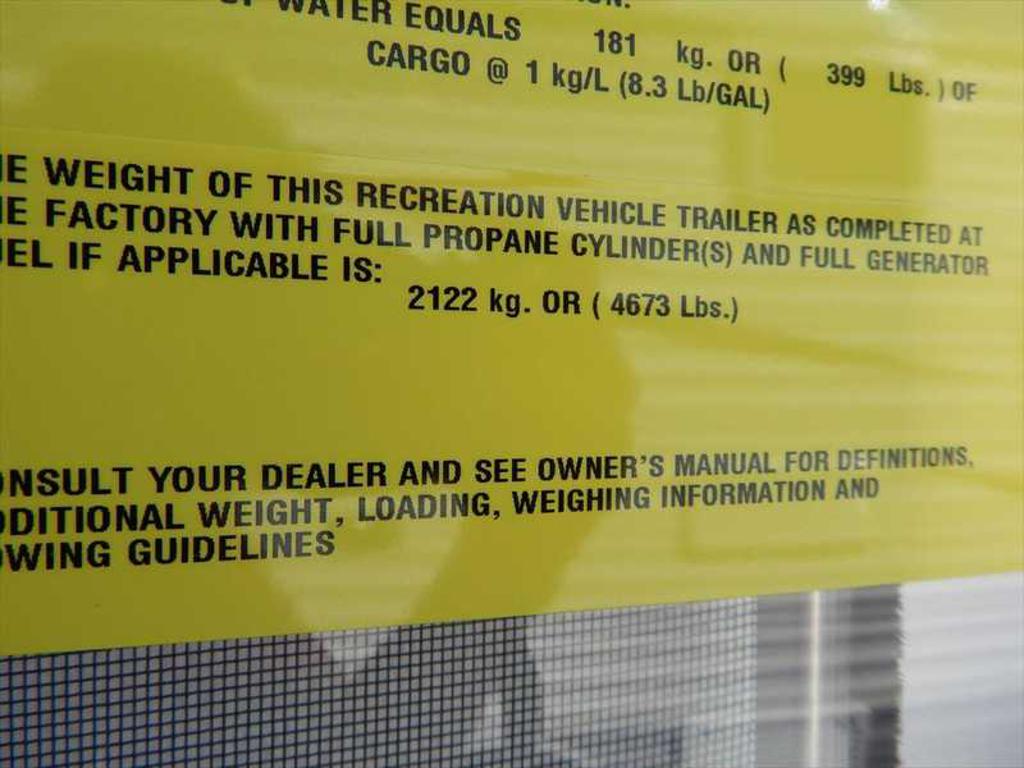 WATER EQUALS 181 kg. OR ( 399 Lbs. ) OF
CARGO @ 1 kg/L (8.3 Lb/GAL)
E WEIGHT OF THIS RECREATION VEHICLE TRAILER AS COMPLETED AT
E FACTORY WITH FULL PROPANE CYLINDER(S) AND FULL GENERATOR
EL IF APPLICABLE IS:
2122 kg. OR ( 4673 Lbs.)
NSULT YOUR DEALER AND SEE OWNER'S MANUAL FOR DEFINITIONS,
DITIONAL WEIGHT, LOADING, WEIGHING INFORMATION AND
WING GUIDELINES